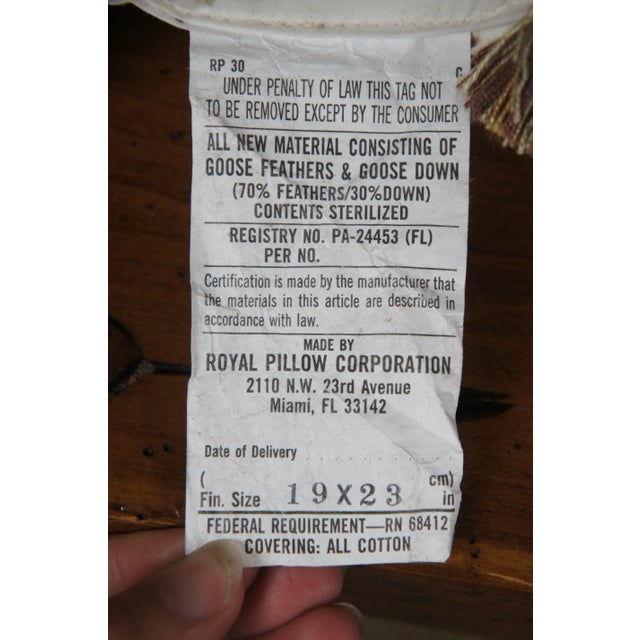 RP 30 C
UNDER PENALTY OF LAW THIS TAG NOT
TO BE REMOVED EXCEPT BY THE CONSUMER
ALL NEW MATERIAL CONSISTING OF
GOOSE FEATHERS & GOOSE DOWN
(70% FEATHERS/30%DOWN)
CONTENTS STERILIZED
REGISTRY NO. PA-24453 (FL)
PER NO.
Certification is made by the manufacturer that
the materials in this article are described in
accordance with law.
MADE BY
ROYAL PILLOW CORPORATION
2110 N.W. 23rd Avenue
Miami, FL 33142
Date of Delivery
( cm)
Fin. Size 19X23 in
FEDERAL REQUIREMENT—RN 68412
COVERING: ALL COTTON